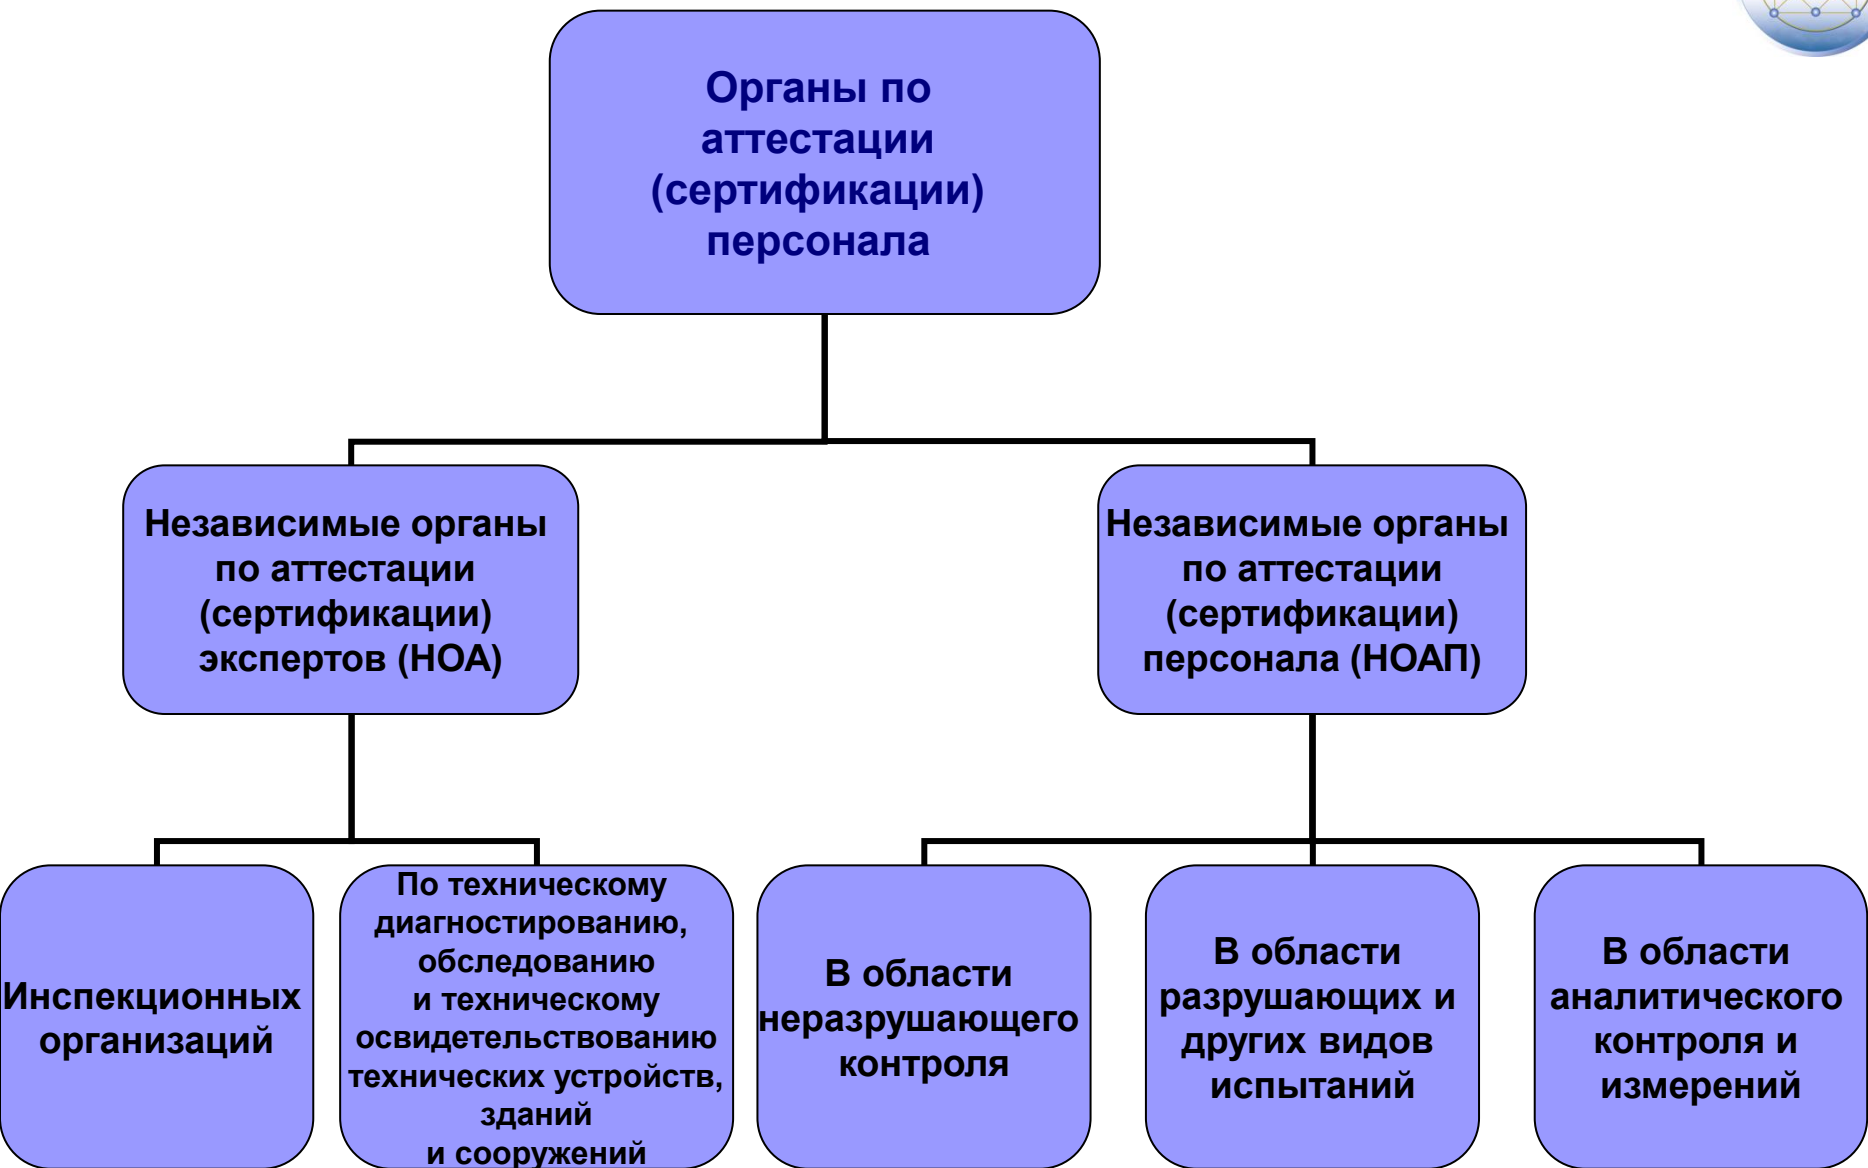 Органы по
аттестации
(сертификации)
персонала
Независимые органы
по аттестации
(сертификации)
экспертов (НОА)
Независимые органы
по аттестации
(сертификации)
персонала (НОАП)
Инспекционных
организаций
По техническому
диагностированию,
обследованию
и техническому
освидетельствованию
технических устройств,
зданий
и сооружений
В области
неразрушающего
контроля
В области
разрушающих и
других видов
испытаний
В области
аналитического
контроля и
измерений